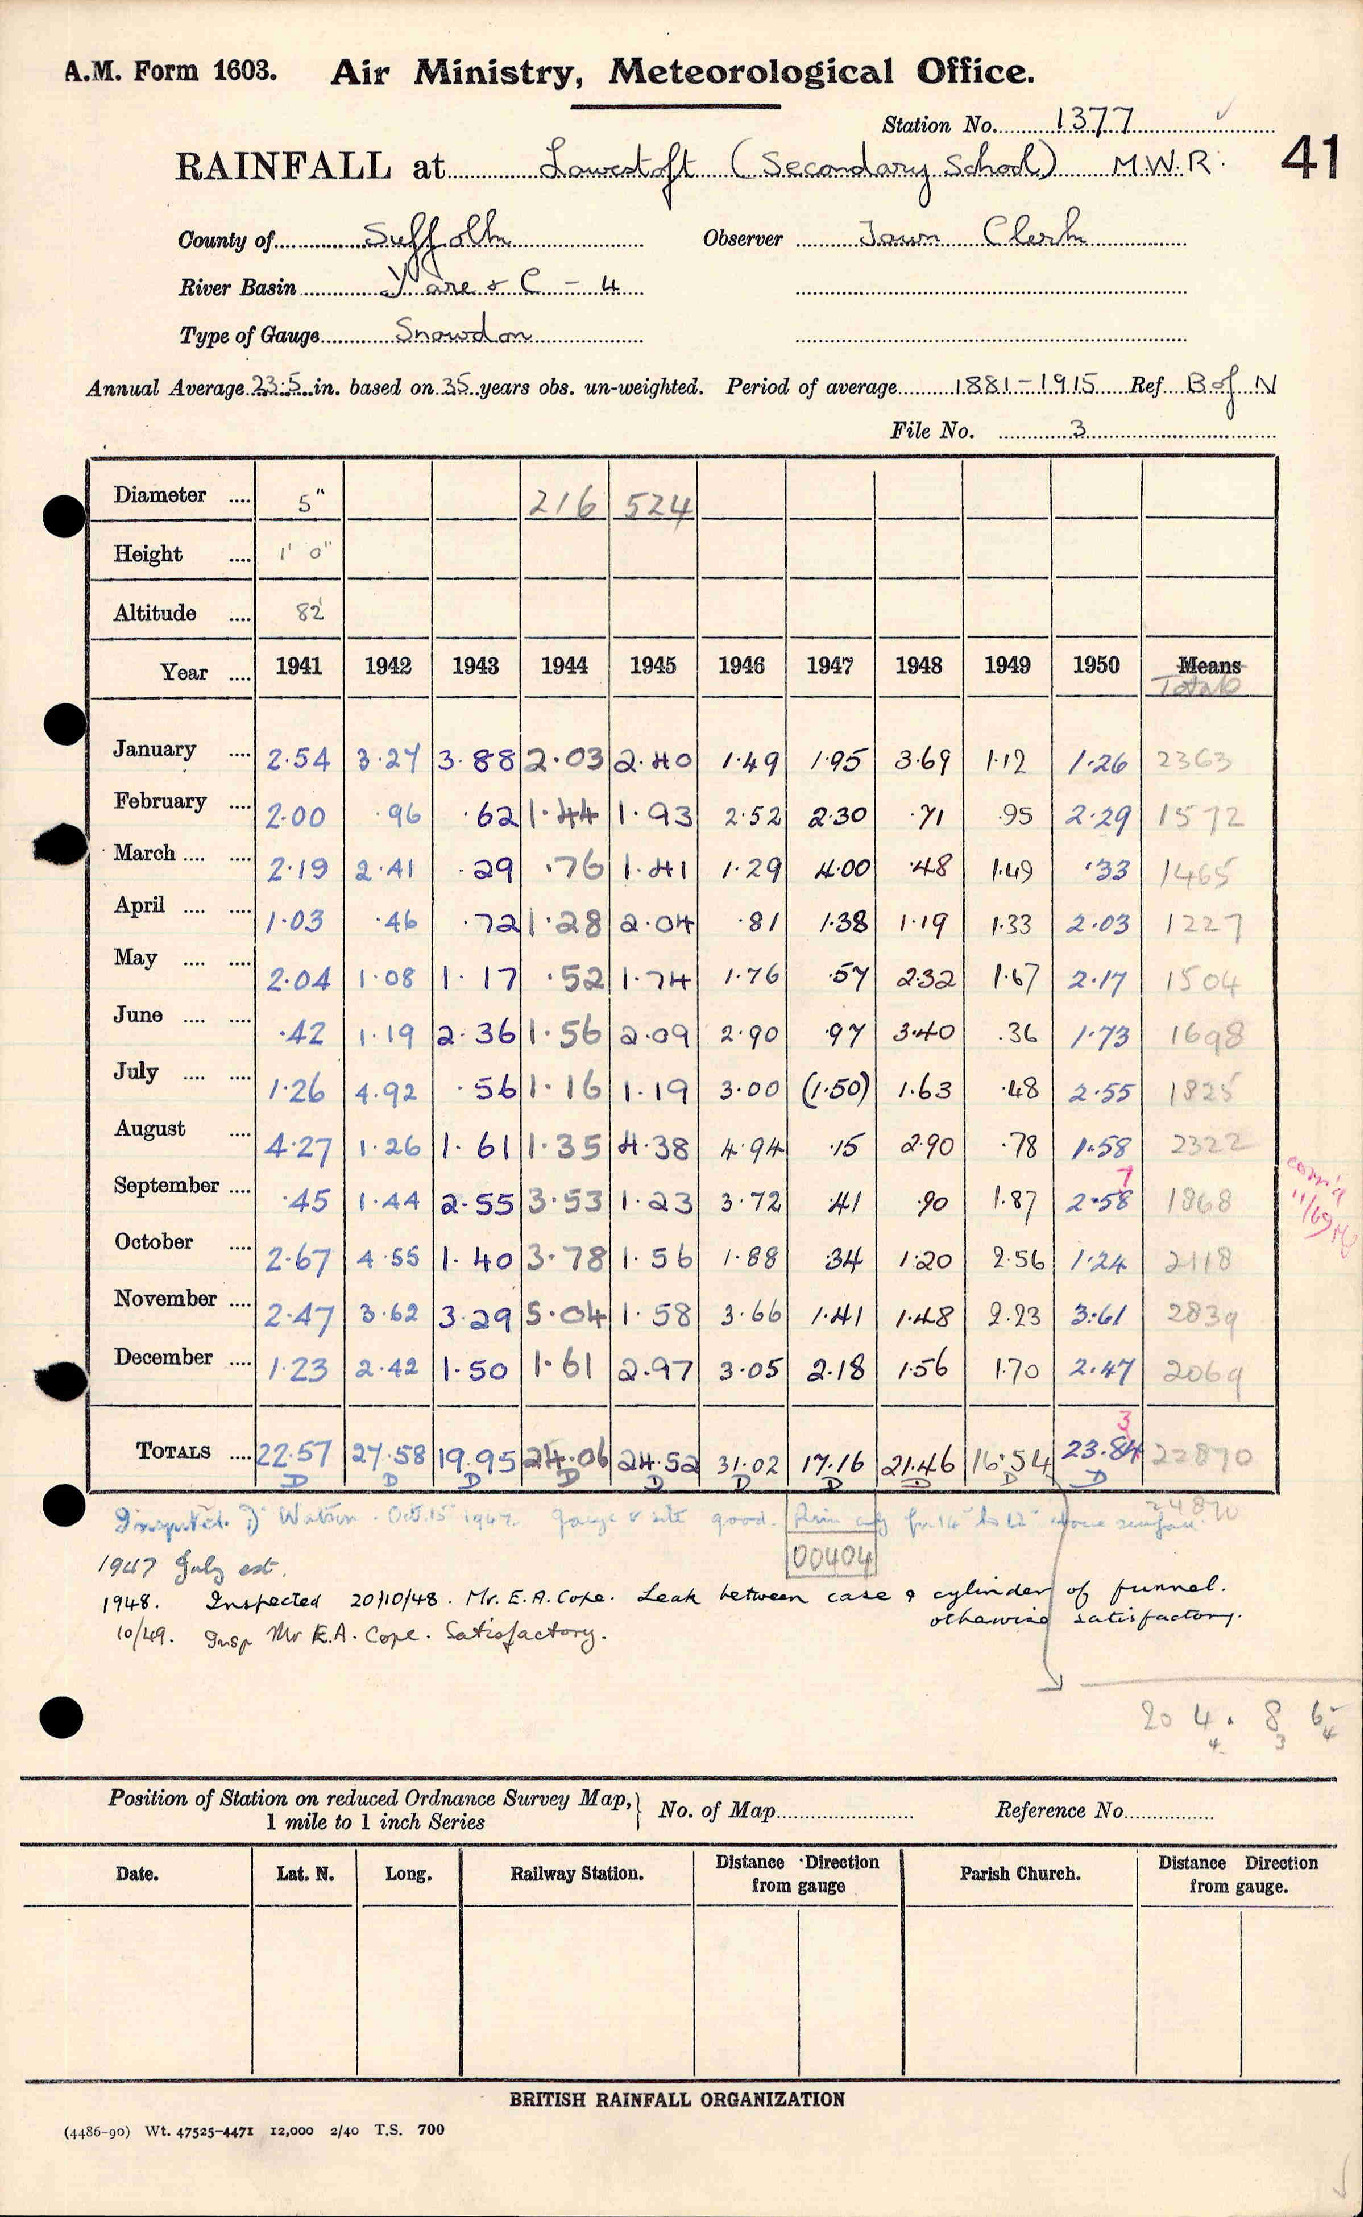 A.M. Form 1603. Air Ministry, Meteorological Office.
Station No. 1377
RAINFALL at Lowestoft (Secondary School) M.W.R. 41
County of Suffolk Observer Town Clerk
River Basin Yare & C - 4
Type of Gauge Snowdon
Annual Average 23.5 in. based on 35 years obs. un-weighted. Period of average 1881-1915 Ref. B of N
File No. 3
Diameter .... 5" 216 524
Height .... 1' 0"
Altitude .... 82'
Year .... 1941 1942 1943 1944 1945 1946 1947 1948 1949 1950 Means
Totals
January .... 2.54 3.27 3.88 2.03 2.40 1.49 1.95 3.69 1.12 1.26 2363
February .... 2.00 .96 .62 1.44 1.93 2.52 2.30 .71 .95 2.29 1572
March .... .... 2.19 2.41 .29 .76 1.41 1.29 4.00 .48 1.49 .33 1465
April .... .... 1.03 .46 .72 1.28 2.04 .81 1.38 1.19 1.33 2.03 1227
May .... .... 2.04 1.08 1.17 .52 1.74 1.76 .57 2.32 1.67 2.17 1504
June .... .... .42 1.19 2.36 1.56 2.09 2.90 .97 3.40 .36 1.73 1698
July .... .... 1.26 4.92 .56 1.16 1.19 3.00 (1.50) 1.63 .48 2.55 1825
August .... 4.27 1.26 1.61 1.35 4.38 4.94 .15 2.90 .78 1.58 2322
7 corr'd
September .... .45 1.44 2.55 3.53 1.23 3.72 .41 .90 1.87 2.58 1868
11/69
October .... 2.67 4.55 1.40 3.78 1.56 1.88 .34 1.20 2.56 1.24 2118
November .... 2.47 3.62 3.29 5.04 1.58 3.66 1.41 1.48 2.23 3.61 2839
December .... 1.23 2.42 1.50 1.61 2.97 3.05 2.18 1.56 1.70 2.47 2069
3
TOTALS .... 22.57 27.58 19.95 24.06 24.52 31.02 17.16 21.46 16.54 23.84 22870
D D D D D D D D D D
24870
Inspected. D Watson. Oct. 15 1947. gauge & site good. Rim only for 14" to 12" above surface.
00404
1947 July est.
1948. Inspected 20/10/48. Mr. E. A. Cope. Leak between case & cylinder of funnel.
otherwise satisfactory.
10/49. Insp Mr E.A. Cope. Satisfactory.
20 4. 8 6
4 3 4
Position of Station on reduced Ordnance Survey Map, 1 mile to 1 inch Series No. of Map Reference No.
Date. Lat. N. Long. Railway Station. Distance Direction from gauge Parish Church. Distance Direction from gauge.
BRITISH RAINFALL ORGANIZATION
(4486-90) Wt. 47525-4471 12,000 2/40 T.S. 700